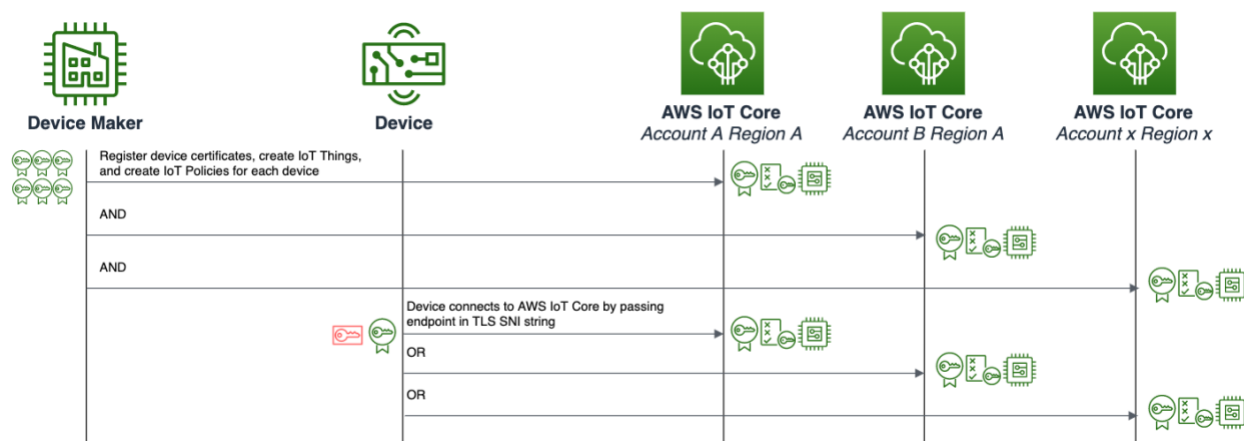 Device Maker
Device
AWS IoT Core
Account A Region A
AWS IoT Core
Account B Region A
AWS IoT Core
Account x Region x
Register device certificates, create IoT Things,
and create IoT Policies for each device
AND
AND
Device connects to AWS IoT Core by passing
endpoint in TLS SNI string
OR
OR